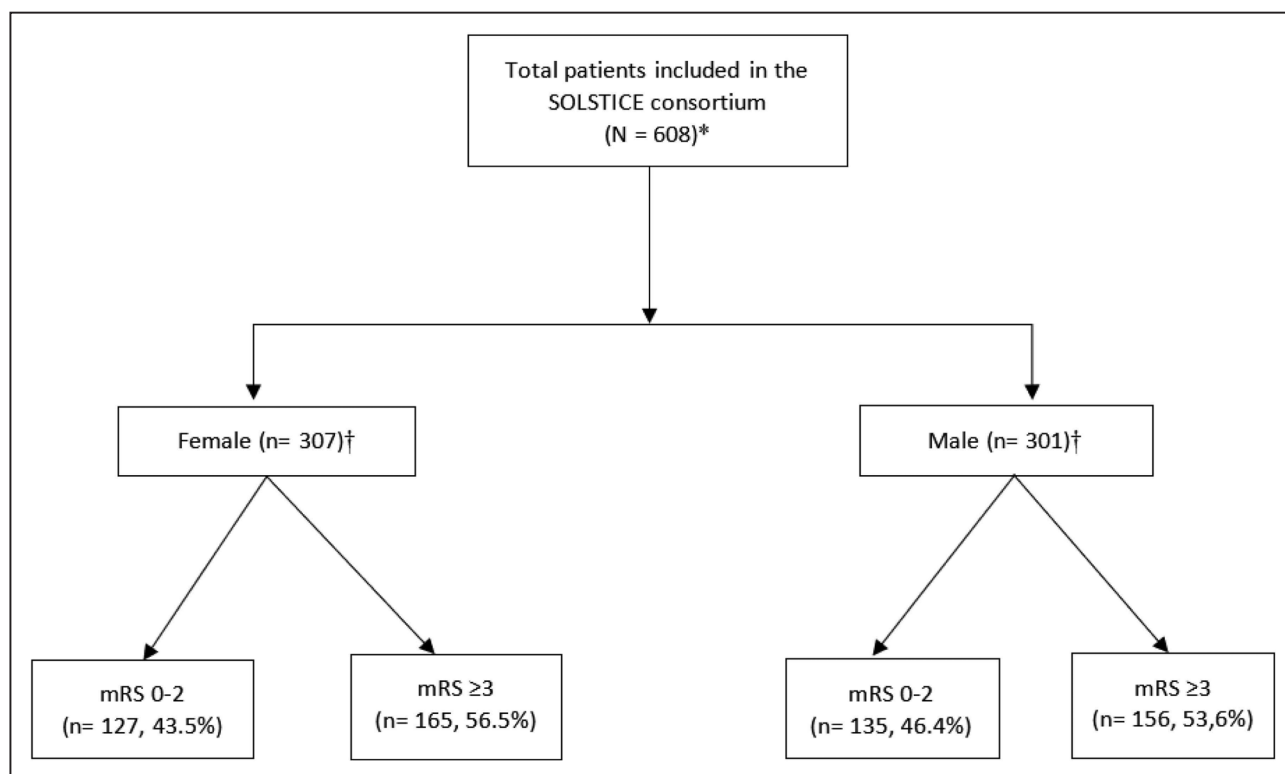 Total patients included in the
SOLSTICE consortium
(N = 608)*
Female (n= 307)†
Male (n= 301)†
mRS 0-2
(n= 127, 43.5%)
mRS ≥3
(n= 165, 56.5%)
mRS 0-2
(n= 135, 46.4%)
mRS ≥3
(n= 156, 53,6%)